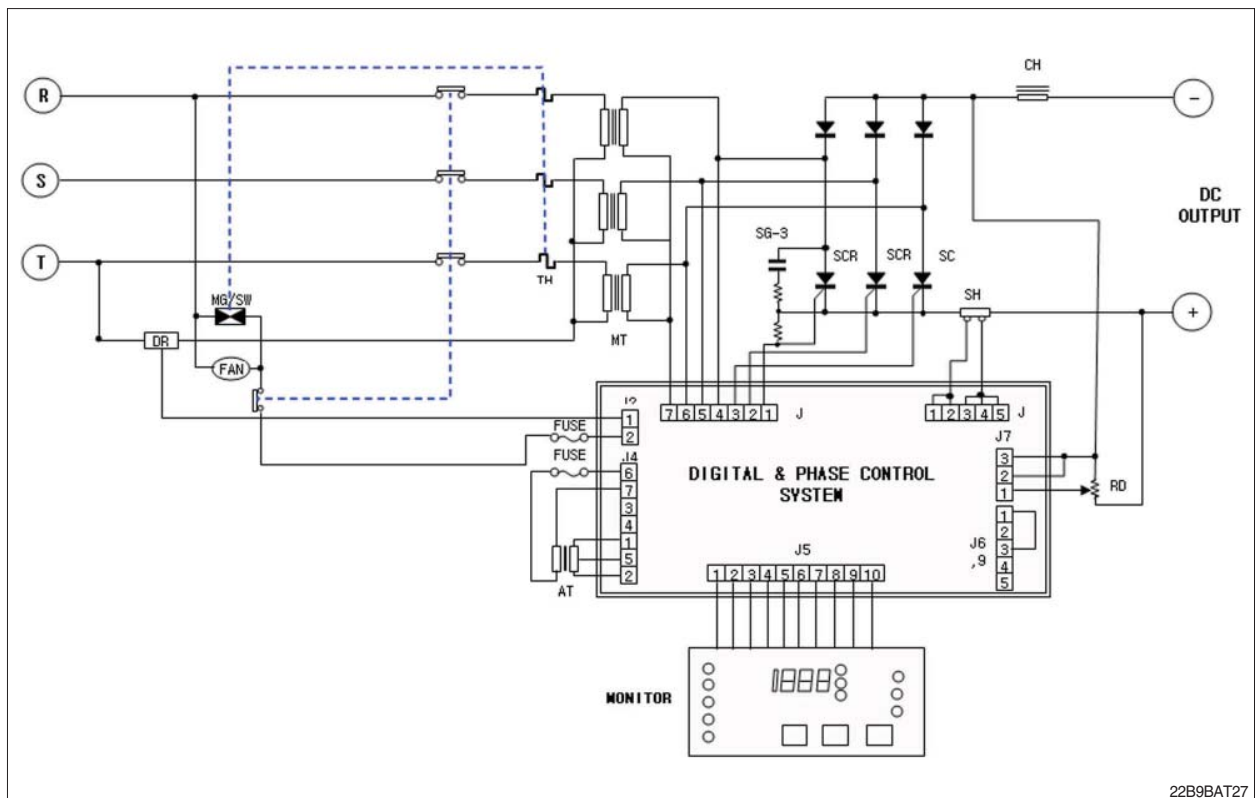 CH
R
−
S
DC
OUTPUT
SG-3
SCR
SCR
SC
T
TH
MG/SW
SH
+
DR
MT
FAN
J2
1
2
FUSE
7 6 5 4 3 2 1
J
1 2 3 4 5
J
FUSE
J4
6
7
3
4
1
5
2
DIGITAL & PHASE CONTROL
SYSTEM
J7
3
2
1
RD
J6
,9
1
2
3
4
5
AT
J5
1 2 3 4 5 6 7 8 9 10
MONITOR
1888
22B9BAT27